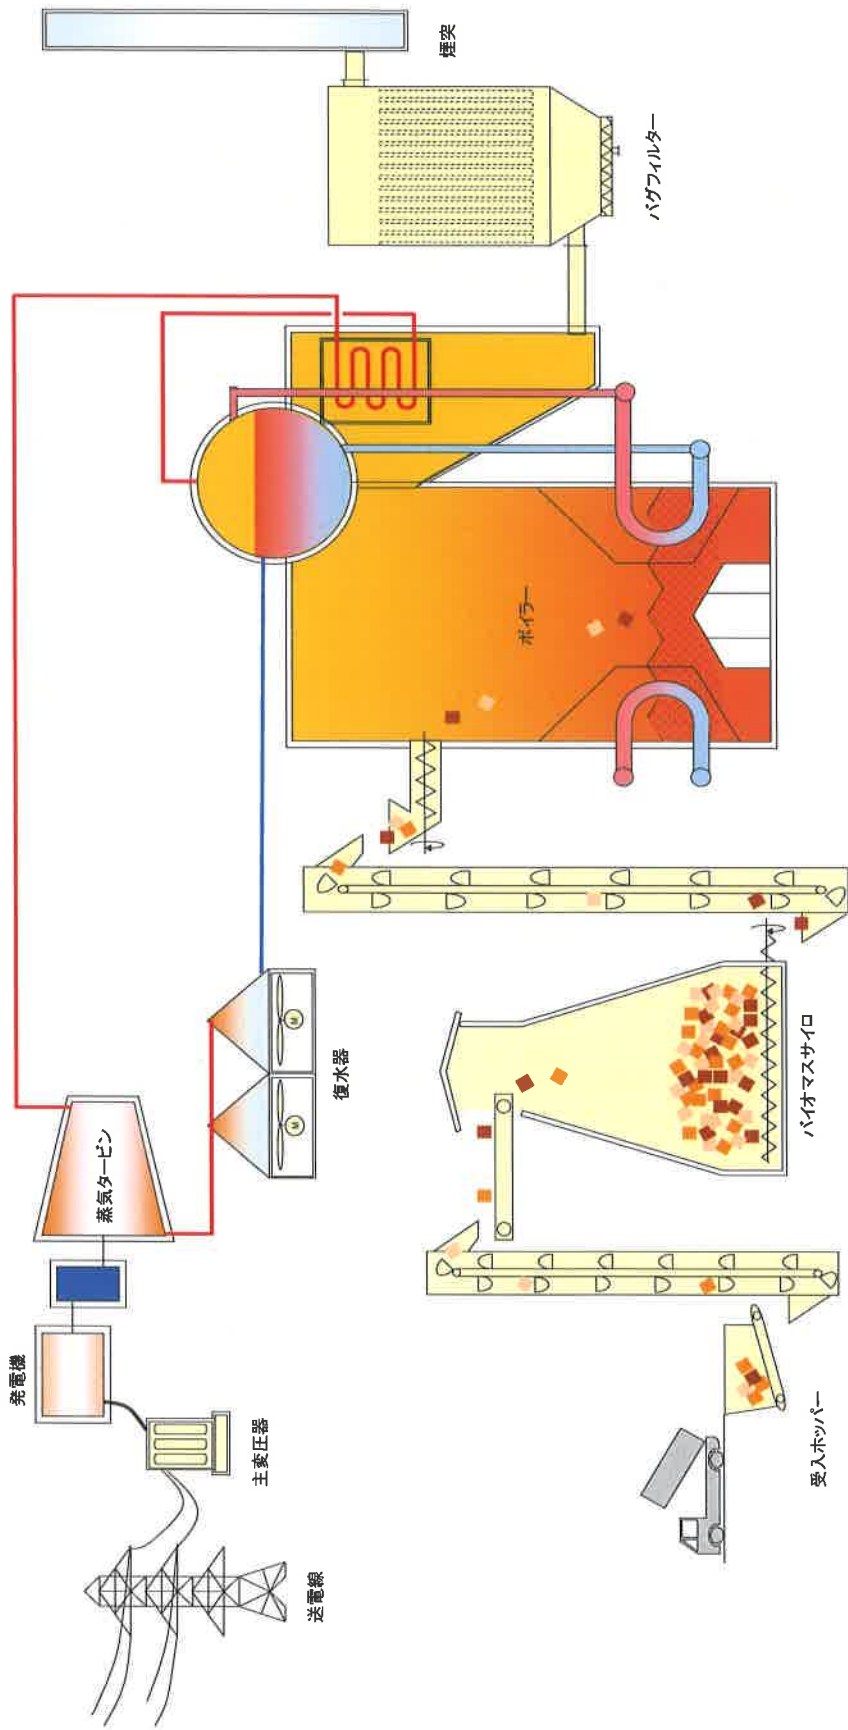 送電線
主変圧器
発電機
蒸気タービン
復水器
M
M
煙突
バグフィルター
ボイラー
バイオマスサイロ
受入ホッパー